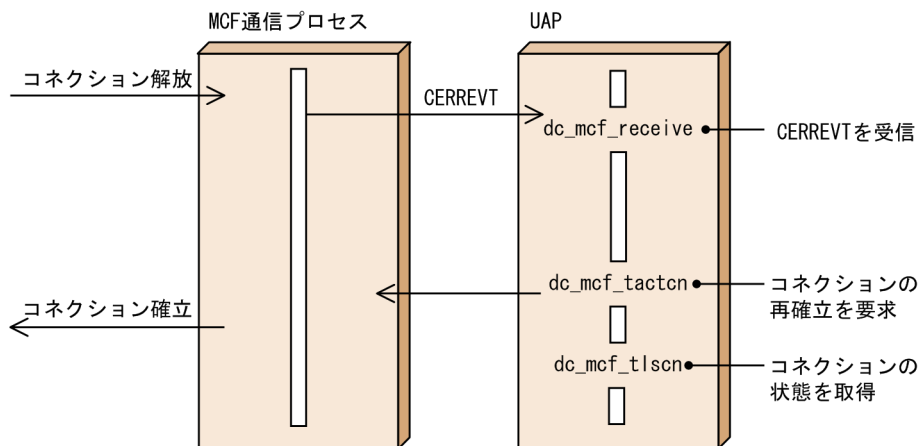 MCF通信プロセス
UAP
コネクション解放
CERREVT
dc_mcf_receive
CERREVTを受信
dc_mcf_tactcn
コネクションの
再確立を要求
コネクション確立
dc_mcf_tlscn
コネクションの
状態を取得